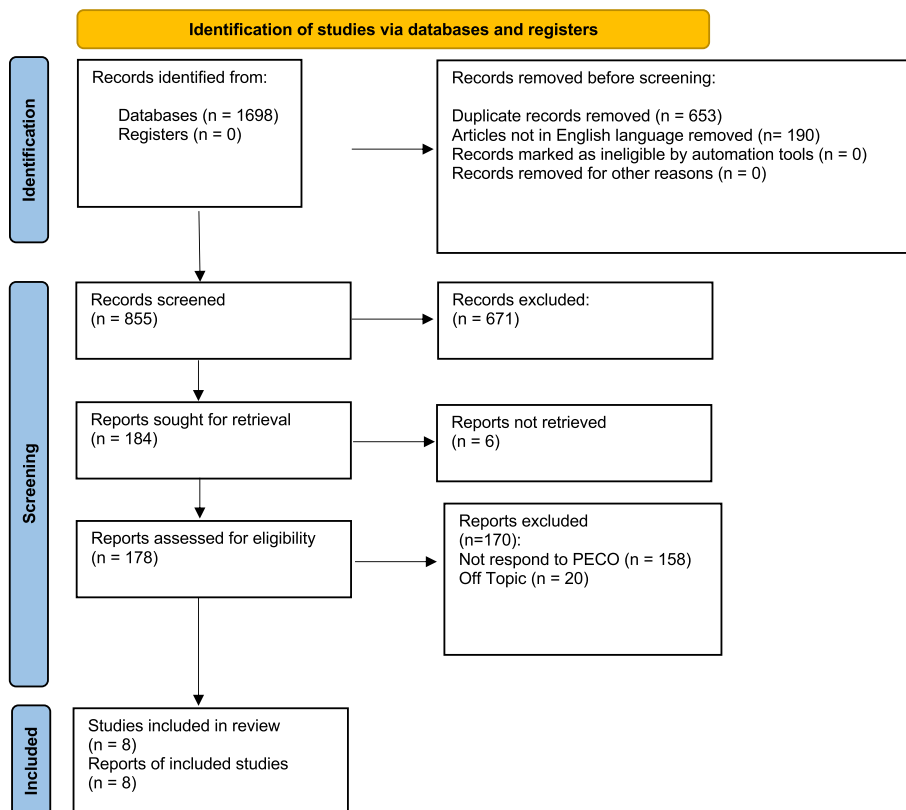 Identification of studies via databases and registers
Identification
Records identified from:
Databases (n = 1698)
Registers (n = 0)
Records removed before screening:
Duplicate records removed (n = 653)
Articles not in English language removed (n= 190)
Records marked as ineligible by automation tools (n = 0)
Records removed for other reasons (n = 0)
Screening
Records screened
(n = 855)
Records excluded:
(n = 671)
Reports sought for retrieval
(n = 184)
Reports not retrieved
(n = 6)
Reports assessed for eligibility
(n = 178)
Reports excluded
(n=170):
Not respond to PECO (n = 158)
Off Topic (n = 20)
Included
Studies included in review
(n = 8)
Reports of included studies
(n = 8)